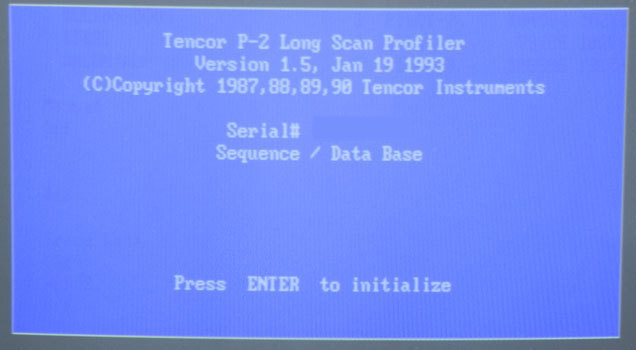 Tencor P-2 Long Scan Profiler
Version 1.5, Jan 19 1993
(C)Copyright 1987,88,89,90 Tencor Instruments
Serial#
Sequence / Data Base
Press ENTER to initialize